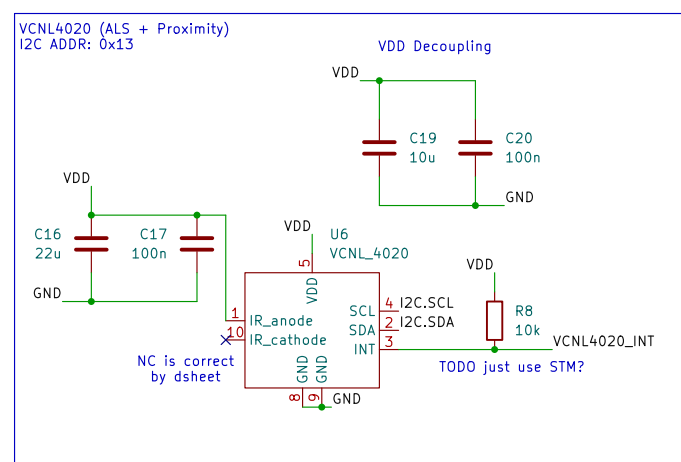 VCNL4020 (ALS + Proximity)
I2C ADDR: 0x13
VDD Decoupling
VDD
C19
10u
C20
100n
GND
VDD
C16
22u
C17
100n
GND
VDD
U6
VCNL_4020
5
VDD
1
IR_anode
10
IR_cathode
SCL
4
I2C.SCL
SDA
2
I2C.SDA
INT
3
GND
GND
8
9
GND
NC is correct
by dsheet
VDD
R8
10k
VCNL4020_INT
TODO just use STM?